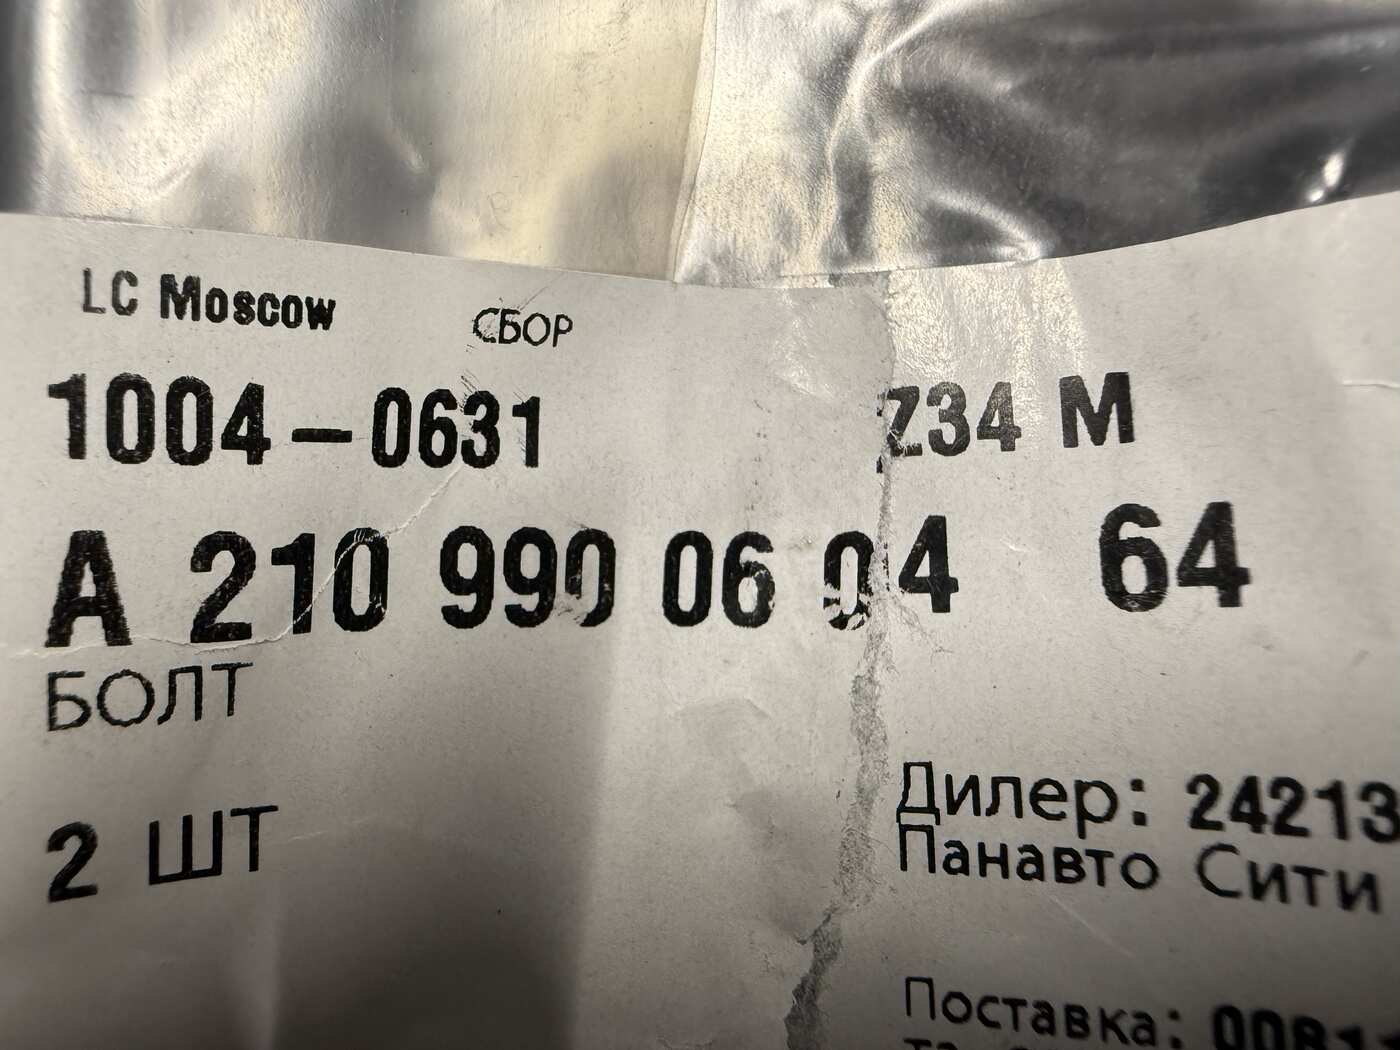 LC Moscow СБОР
1004-0631 Z34 M
A 210 990 06 04 64
БОЛТ
2 ШТ
Дилер: 24213
Панавто Сити
Поставка: